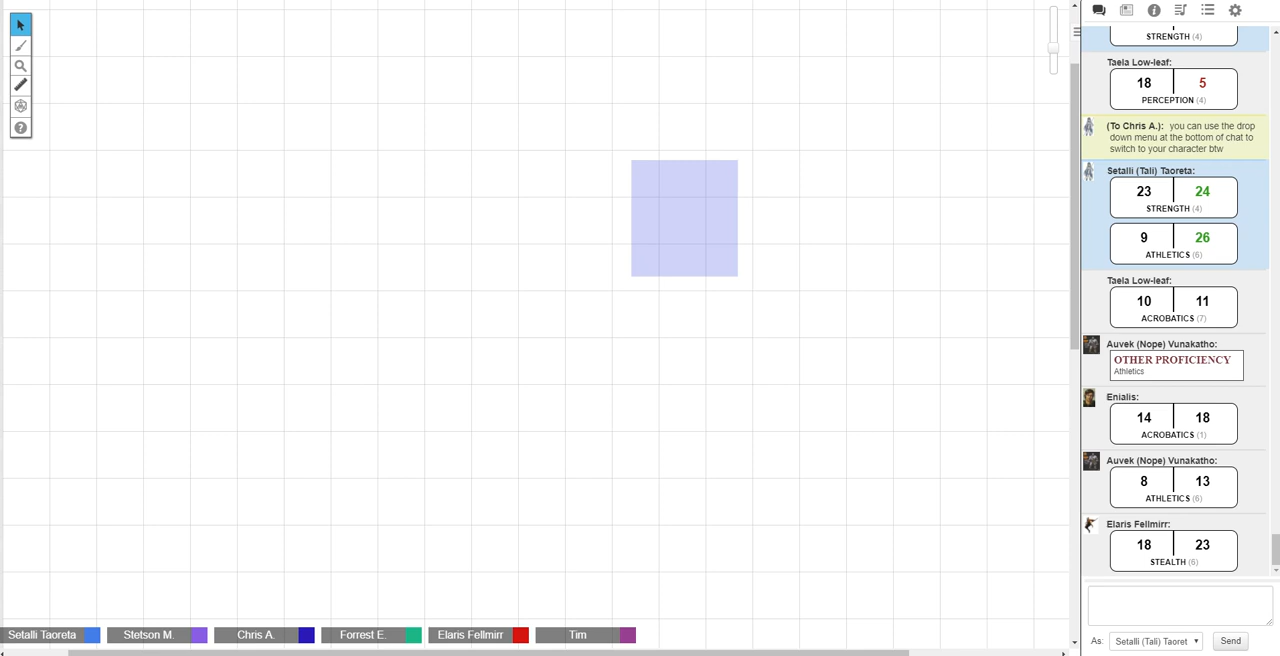 STRENGTH (4)
Taela Low-leaf:
18 5
PERCEPTION (4)
(To Chris A.): you can use the drop
down menu at the bottom of chat to
switch to your character btw
Setalli (Tali) Taoreta:
23 24
STRENGTH (4)
9 26
ATHLETICS (6)
Taela Low-leaf:
10 11
ACROBATICS (7)
Auvek (Nope) Vunakatho:
OTHER PROFICIENCY
Athletics
Enialis:
14 18
ACROBATICS (1)
Auvek (Nope) Vunakatho:
8 13
ATHLETICS (6)
Elaris Fellmirr:
18 23
STEALTH (6)
As: Setalli (Tali) Taoret Send
Setalli Taoreta Stetson M. Chris A. Forrest E. Elaris Fellmirr Tim